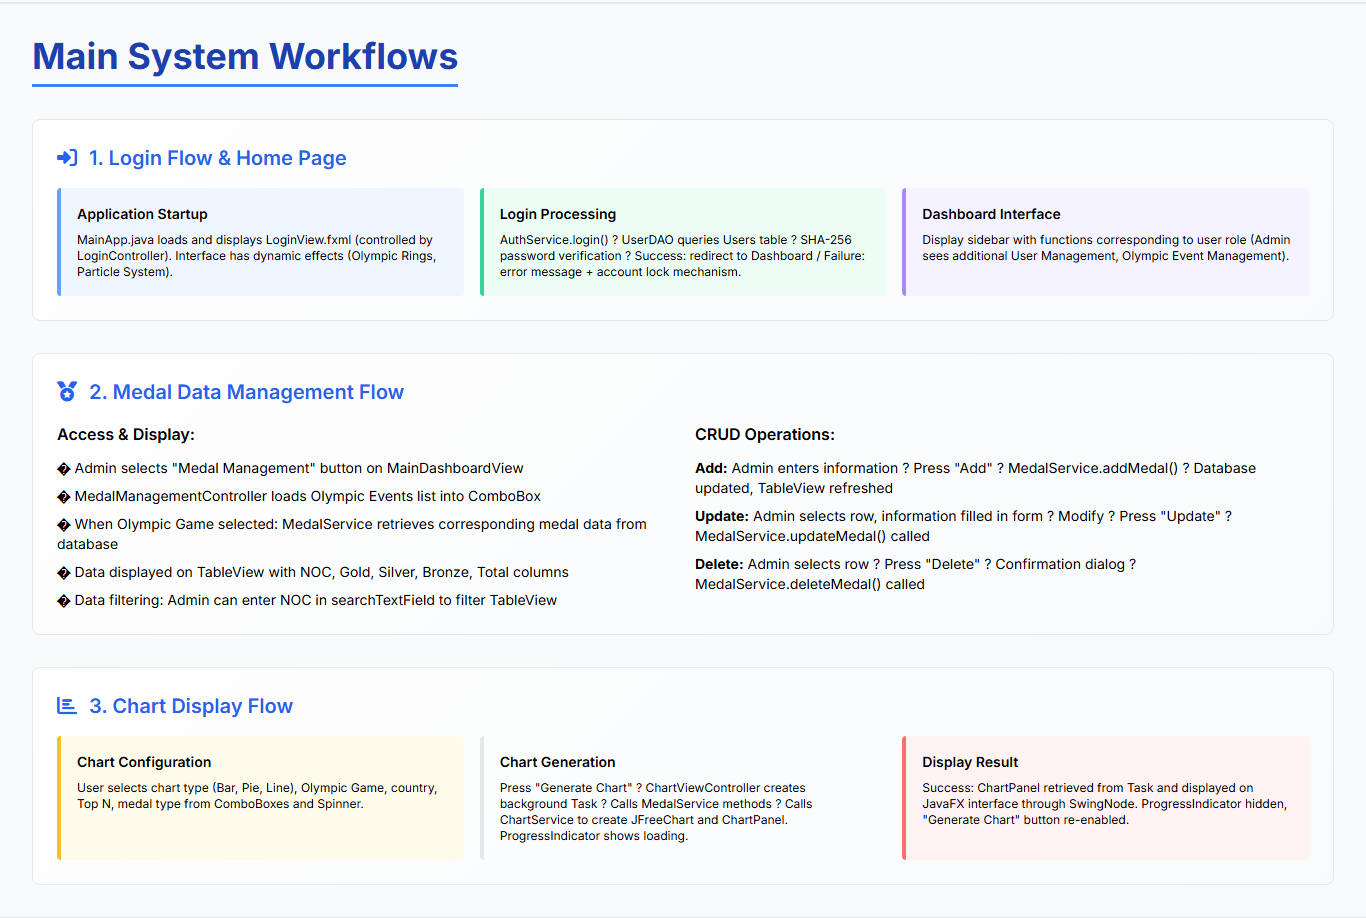 Main System Workflows
1. Login Flow & Home Page
Application Startup
MainApp.java loads and displays LoginView.fxml (controlled by
LoginController). Interface has dynamic effects (Olympic Rings,
Particle System).
Login Processing
AuthService.login() ? UserDAO queries Users table ? SHA-256
password verification ? Success: redirect to Dashboard / Failure:
error message + account lock mechanism.
Dashboard Interface
Display sidebar with functions corresponding to user role (Admin
sees additional User Management, Olympic Event Management).
2. Medal Data Management Flow
Access & Display:
� Admin selects "Medal Management" button on MainDashboardView
� MedalManagementController loads Olympic Events list into ComboBox
� When Olympic Game selected: MedalService retrieves corresponding medal data from
database
� Data displayed on TableView with NOC, Gold, Silver, Bronze, Total columns
� Data filtering: Admin can enter NOC in searchTextField to filter TableView
CRUD Operations:
Add: Admin enters information ? Press "Add" ? MedalService.addMedal() ? Database
updated, TableView refreshed
Update: Admin selects row, information filled in form ? Modify ? Press "Update" ?
MedalService.updateMedal() called
Delete: Admin selects row ? Press "Delete" ? Confirmation dialog ?
MedalService.deleteMedal() called
3. Chart Display Flow
Chart Configuration
User selects chart type (Bar, Pie, Line), Olympic Game, country,
Top N, medal type from ComboBoxes and Spinner.
Chart Generation
Press "Generate Chart" ? ChartViewController creates
background Task ? Calls MedalService methods ? Calls
ChartService to create JFreeChart and ChartPanel.
ProgressIndicator shows loading.
Display Result
Success: ChartPanel retrieved from Task and displayed on
JavaFX interface through SwingNode. ProgressIndicator hidden,
"Generate Chart" button re-enabled.